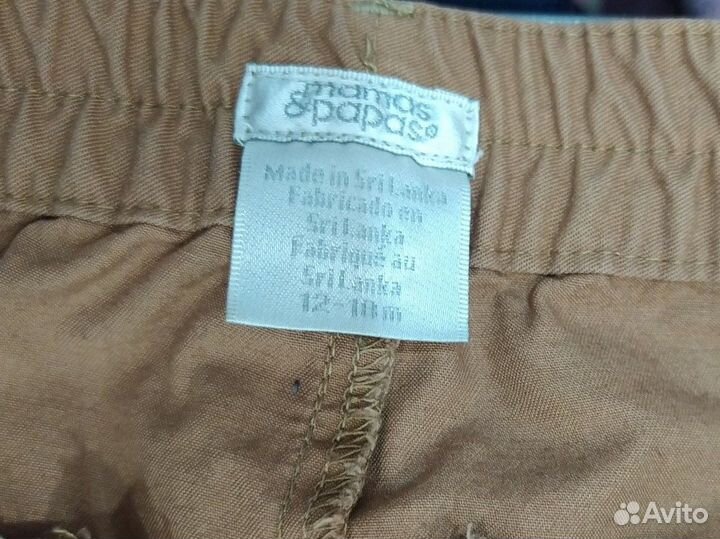 mamas
&papas®
Made in Sri Lanka
Fabricado en
Sri Lanka
Fabriqué au
Sri Lanka
12-18m
Avito